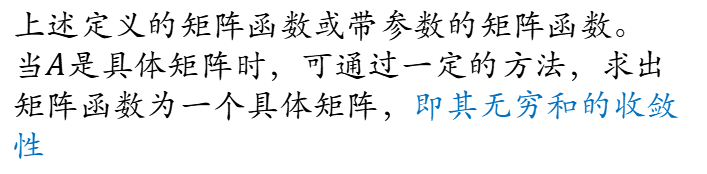 上述定义的矩阵函数或带参数的矩阵函数。
当A是具体矩阵时，可通过一定的方法，求出
矩阵函数为一个具体矩阵，即其无穷和的收敛
性